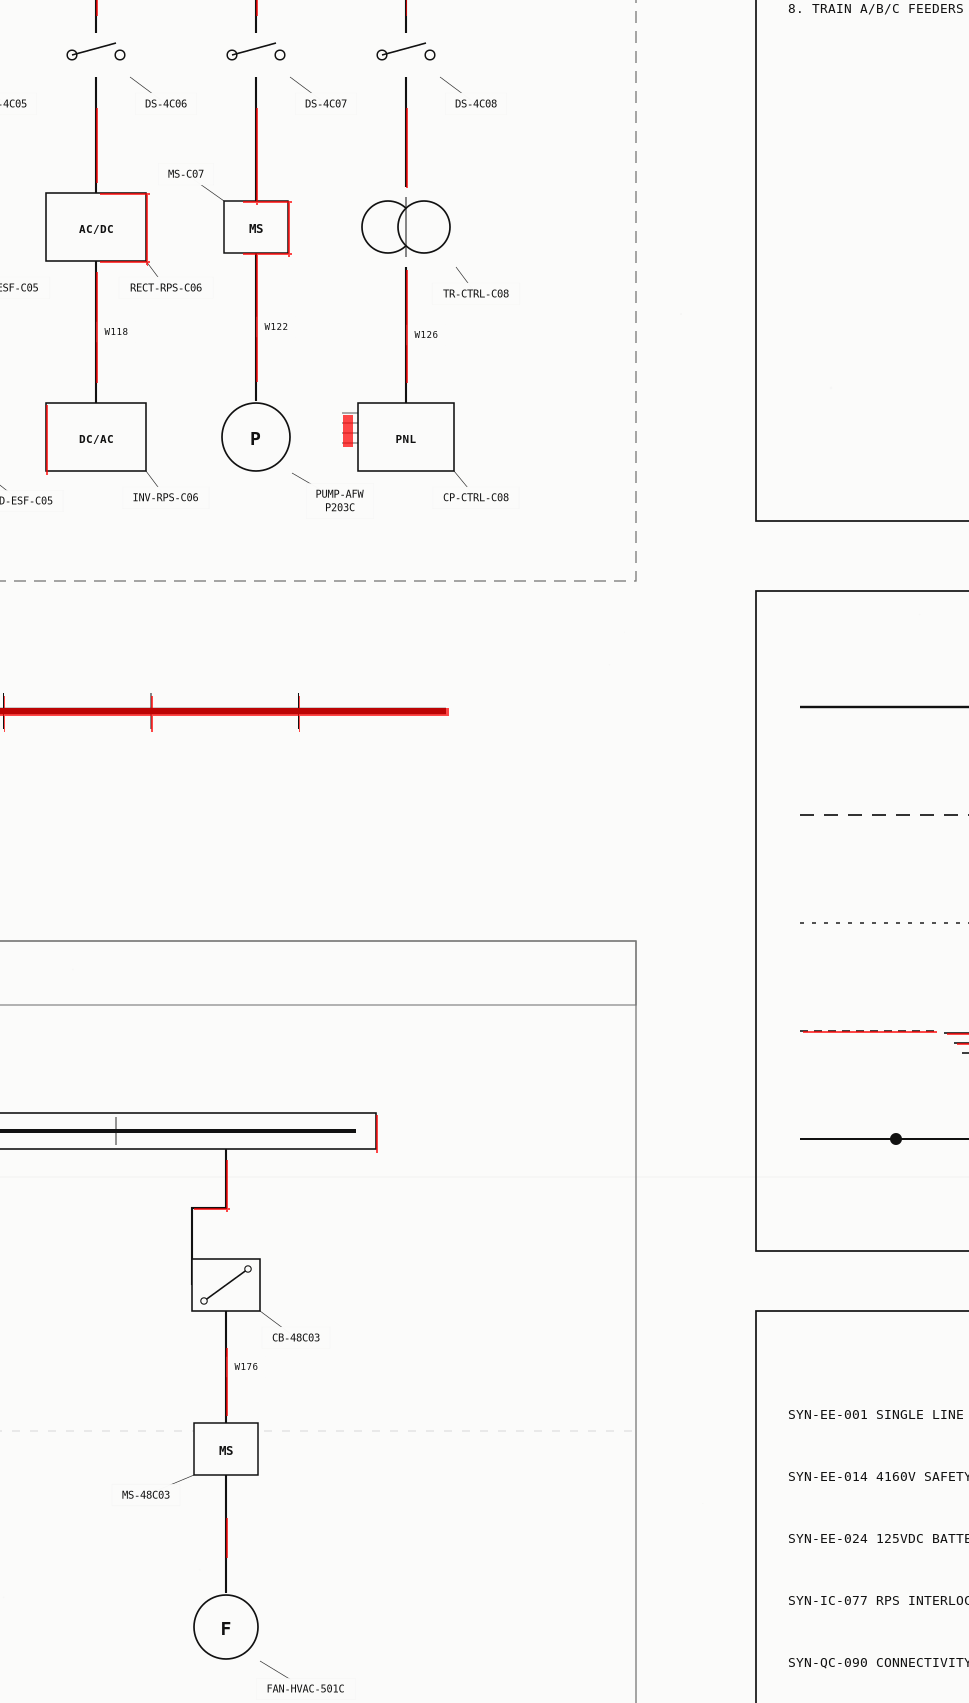 8. TRAIN A/B/C FEEDERS
-4C05
DS-4C06
DS-4C07
DS-4C08
MS-C07
AC/DC
MS
ESF-C05
RECT-RPS-C06
TR-CTRL-C08
W118
W122
W126
DC/AC
P
PNL
D-ESF-C05
INV-RPS-C06
PUMP-AFW
P203C
CP-CTRL-C08
CB-48C03
W176
MS
MS-48C03
F
FAN-HVAC-501C
SYN-EE-001 SINGLE LINE
SYN-EE-014 4160V SAFETY
SYN-EE-024 125VDC BATTE
SYN-IC-077 RPS INTERLOC
SYN-QC-090 CONNECTIVITY